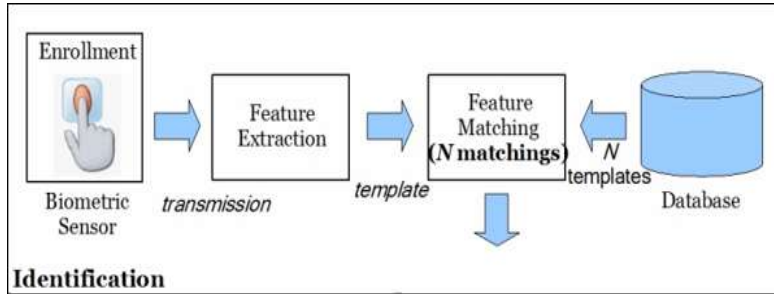 Enrollment
Biometric
Sensor
transmission
Feature
Extraction
template
Feature
Matching
(N matchings)
N
templates
Database
Identification